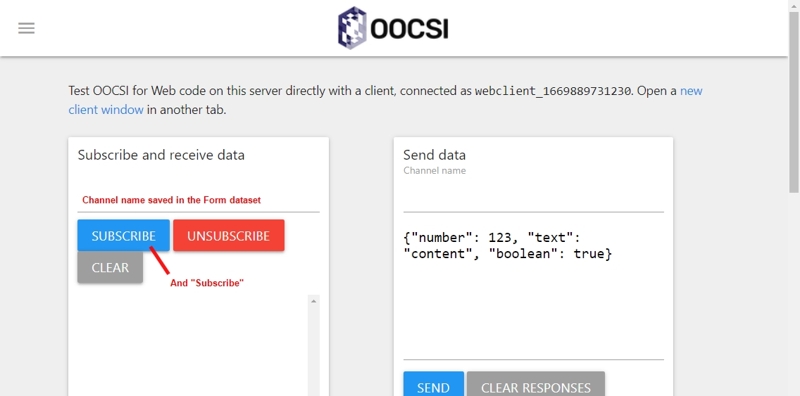 OOCSI
Test OOCSI for Web code on this server directly with a client, connected as webclient_1669889731230. Open a new
client window in another tab.
Subscribe and receive data
Channel name saved in the Form dataset
SUBSCRIBE
UNSUBSCRIBE
CLEAR
And "Subscribe"
Send data
Channel name
{"number": 123, "text":
"content", "boolean": true}
SEND
CLEAR RESPONSES